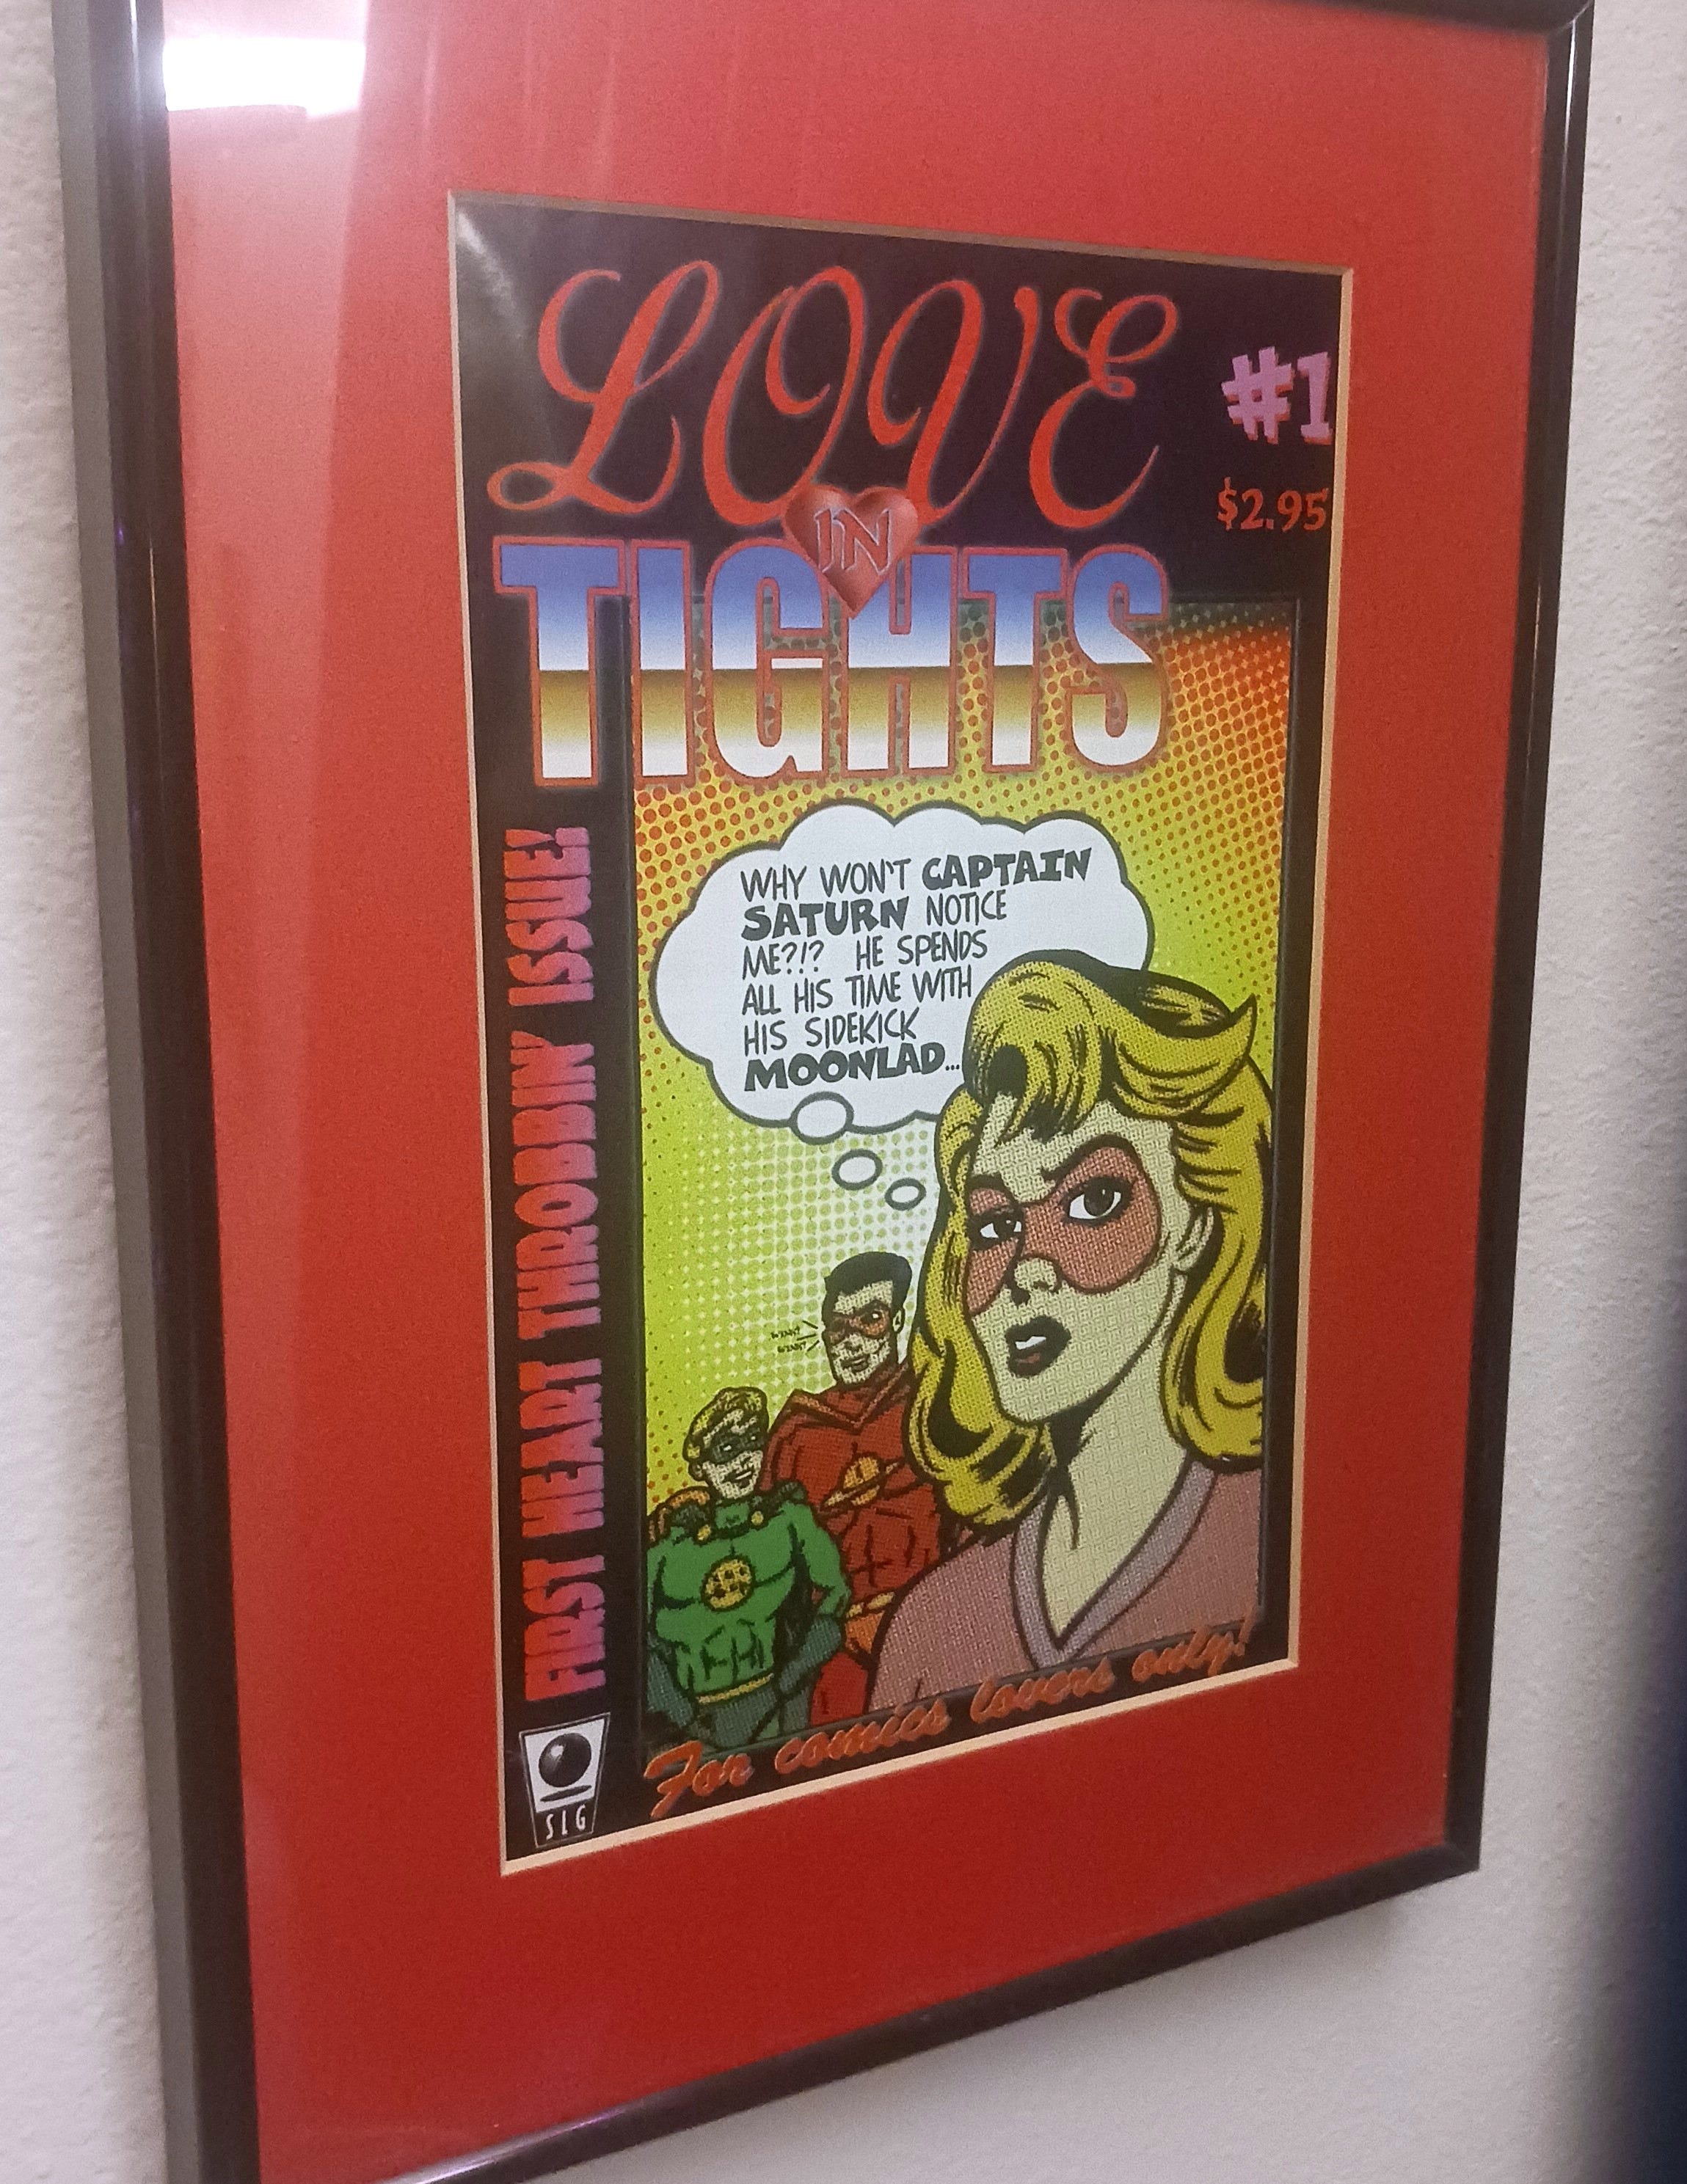 LOVE
IN
TIGHTS
#1
$2.95
FIRST HEART THROBBIN' ISSUE!
WHY WON'T CAPTAIN
SATURN NOTICE
ME?!? HE SPENDS
ALL HIS TIME WITH
HIS SIDEKICK
MOONLAD...
For comics lovers only!
SLG